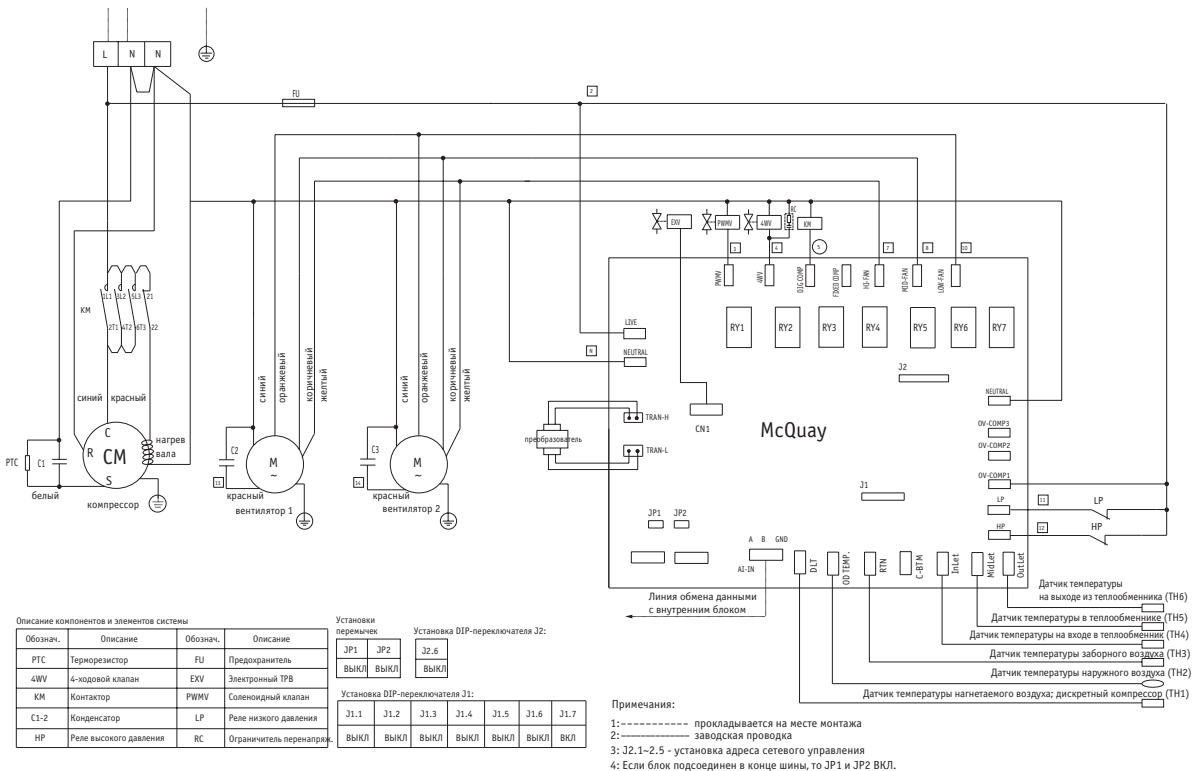 L N N
FU
2
EXV
PWMV
4WV
RC
KM
3
4
5
7
8
10
PWMV
4WV
DIG COMP
FIXED COMP
HI-FAN
MID-FAN
LOW-FAN
1L1 3L2 5L3 21
KM
2T1 4T2 6T3 22
LIVE
N
NEUTRAL
RY1 RY2 RY3 RY4 RY5 RY6 RY7
J2
NEUTRAL
синий красный
синий
оранжевый
коричневый
желтый
синий
оранжевый
коричневый
желтый
CN1
McQuay
TRAN-H
преобразователь
TRAN-L
OV-COMP3
OV-COMP2
OV-COMP1
C
R CM
S
нагрев
вала
PTC C1
белый
компрессор
C2
M
~
13
красный
вентилятор 1
C3
M
~
14
красный
вентилятор 2
J1
LP
11
LP
HP
12
HP
JP1 JP2
A B GND
AI-IN
DLT
OD TEMP.
RTN
C-BTM
InLet
MidLet
OutLet
Линия обмена данными
с внутренним блоком
Датчик температуры
на выходе из теплообменника (TH6)
Датчик температуры в теплообменнике (TH5)
Датчик температуры на входе в теплообменник (TH4)
Датчик температуры заборного воздуха (TH3)
Датчик температуры наружного воздуха (TH2)
Датчик температуры нагнетаемого воздуха; дискретный компрессор (TH1)
Описание компонентов и элементов системы
Обознач. Описание Обознач. Описание
PTC Терморезистор FU Предохранитель
4WV 4-ходовой клапан EXV Электронный ТРВ
KM Контактор PWMV Соленоидный клапан
C1-2 Конденсатор LP Реле низкого давления
HP Реле высокого давления RC Ограничитель перенапряж.
Установки
перемычек
JP1 JP2
ВЫКЛ ВЫКЛ
Установка DIP-переключателя J2:
J2.6
ВЫКЛ
Установка DIP-переключателя J1:
J1.1 J1.2 J1.3 J1.4 J1.5 J1.6 J1.7
ВЫКЛ ВЫКЛ ВЫКЛ ВЫКЛ ВЫКЛ ВЫКЛ ВКЛ
Примечания:
1:----------- прокладывается на месте монтажа
2:————— заводская проводка
3: J2.1~2.5 - установка адреса сетевого управления
4: Если блок подсоединен в конце шины, то JP1 и JP2 ВКЛ.